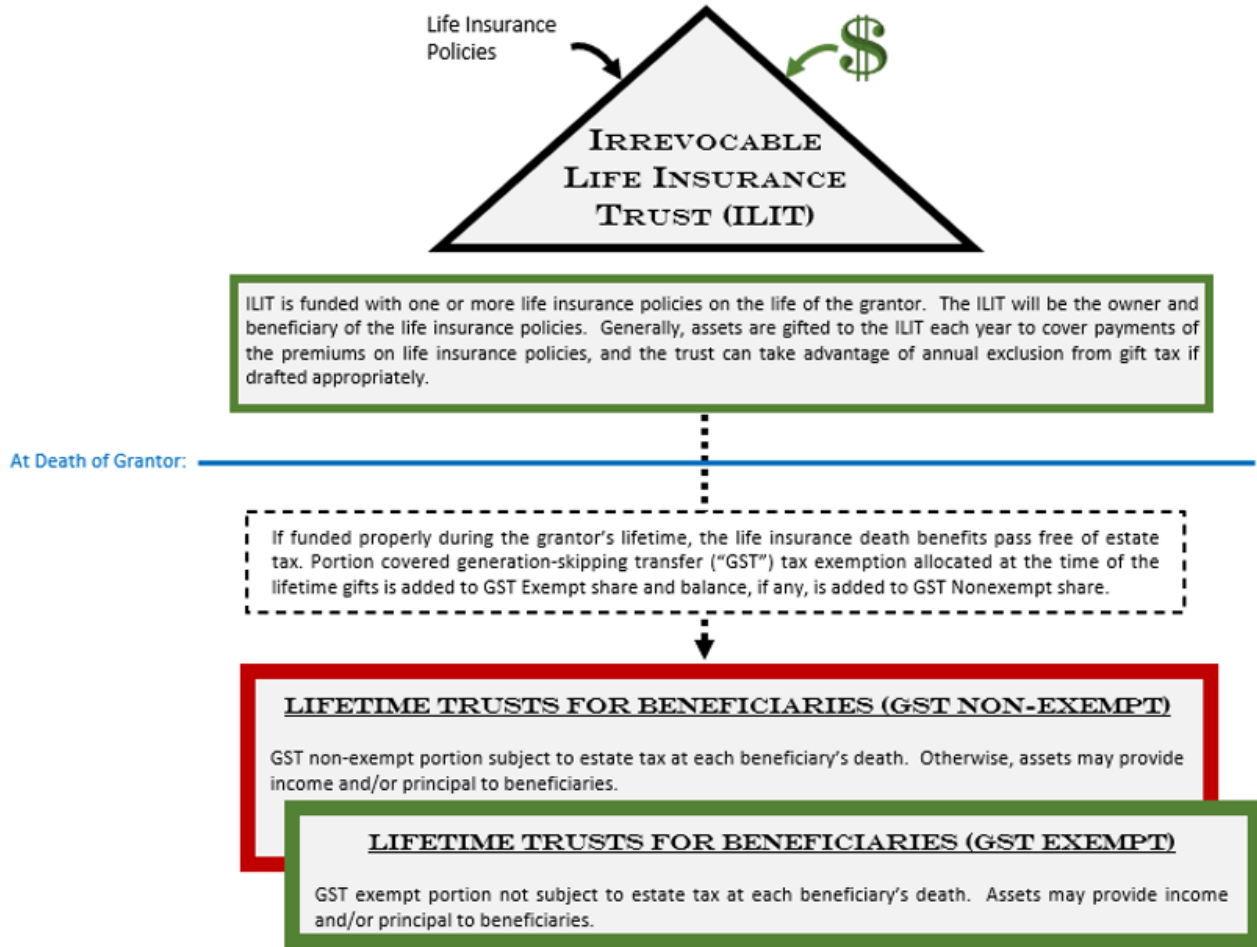 Life Insurance
Policies
$
IRREVOCABLE
LIFE INSURANCE
TRUST (ILIT)
ILIT is funded with one or more life insurance policies on the life of the grantor. The ILIT will be the owner and
beneficiary of the life insurance policies. Generally, assets are gifted to the ILIT each year to cover payments of
the premiums on life insurance policies, and the trust can take advantage of annual exclusion from gift tax if
drafted appropriately.
At Death of Grantor:
If funded properly during the grantor's lifetime, the life insurance death benefits pass free of estate
tax. Portion covered generation-skipping transfer (“GST”) tax exemption allocated at the time of the
lifetime gifts is added to GST Exempt share and balance, if any, is added to GST Nonexempt share.
LIFETIME TRUSTS FOR BENEFICIARIES (GST NON-EXEMPT)
GST non-exempt portion subject to estate tax at each beneficiary's death. Otherwise, assets may provide
income and/or principal to beneficiaries.
LIFETIME TRUSTS FOR BENEFICIARIES (GST EXEMPT)
GST exempt portion not subject to estate tax at each beneficiary's death. Assets may provide income
and/or principal to beneficiaries.